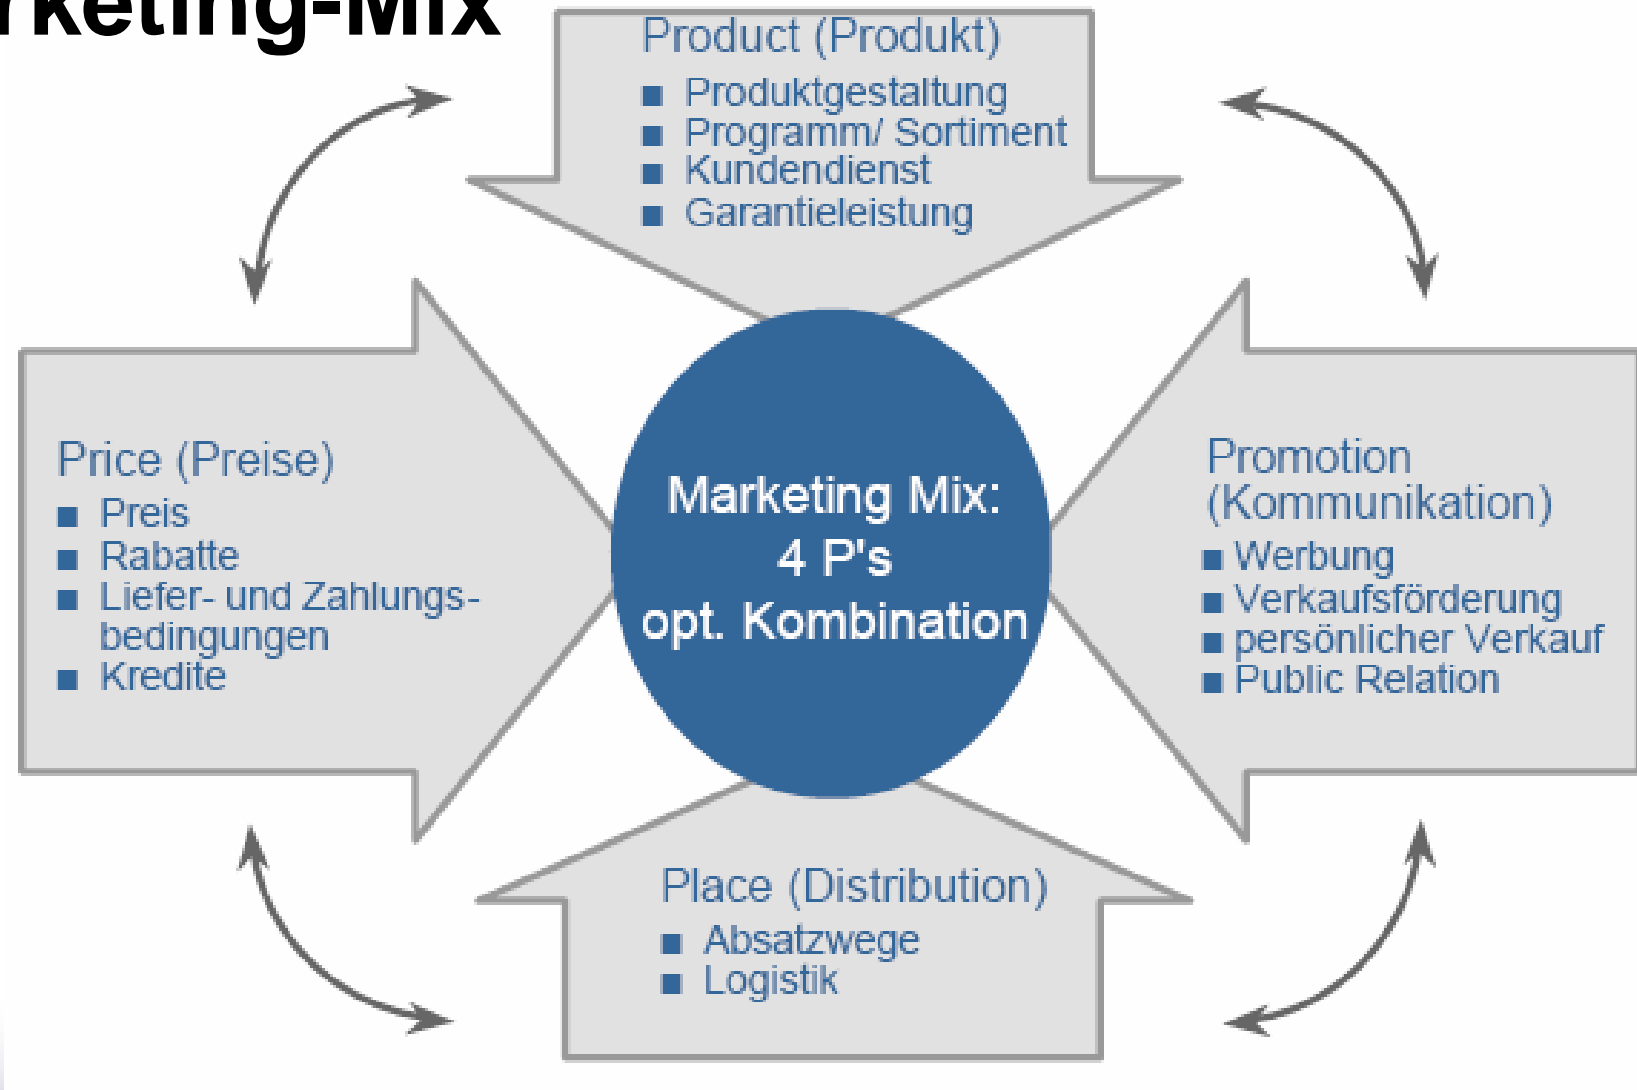 rketing-Mix
Product (Produkt)
Produktgestaltung
Programm/ Sortiment
Kundendienst
Garantieleistung
Price (Preise)
Preis
Rabatte
Liefer- und Zahlungs-
bedingungen
Kredite
Marketing Mix:
4 P's
opt. Kombination
Promotion
(Kommunikation)
Werbung
Verkaufsförderung
persönlicher Verkauf
Public Relation
Place (Distribution)
Absatzwege
Logistik